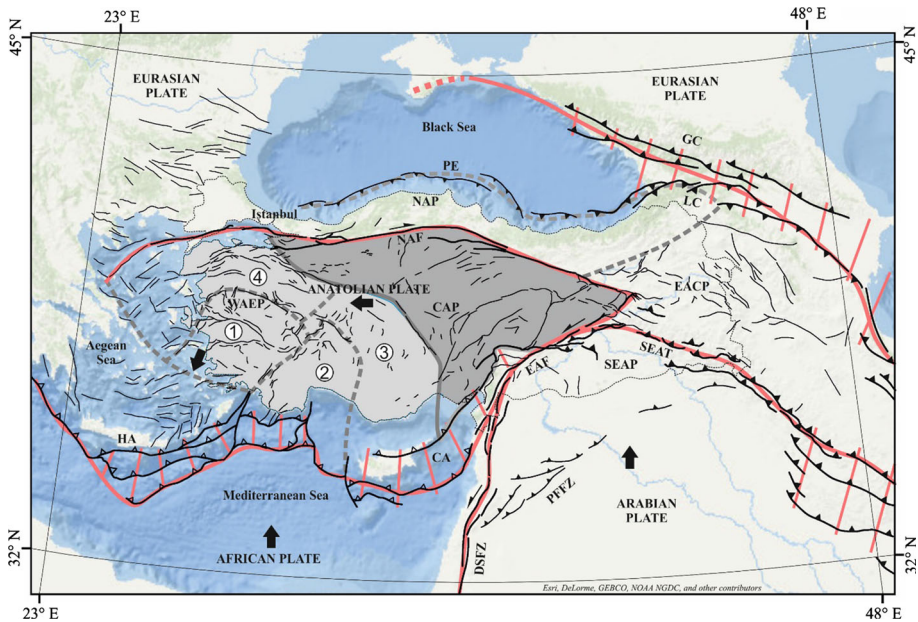 23° E
48° E
45° N
45° N
EURASIAN
PLATE
EURASIAN
PLATE
Black Sea
GC
PE
NAP
LC
Istanbul
NAF
4
ANATOLIAN PLATE
EACP
WAEP
CAP
1
Aegean
Sea
3
SEAT
EAF
SEAP
2
HA
CA
Mediterranean Sea
PFFZ
ARABIAN
PLATE
AFRICAN PLATE
DSFZ
32° N
32° N
Esri, DeLorme, GEBCO, NOAA NGDC, and other contributors
23° E
48° E